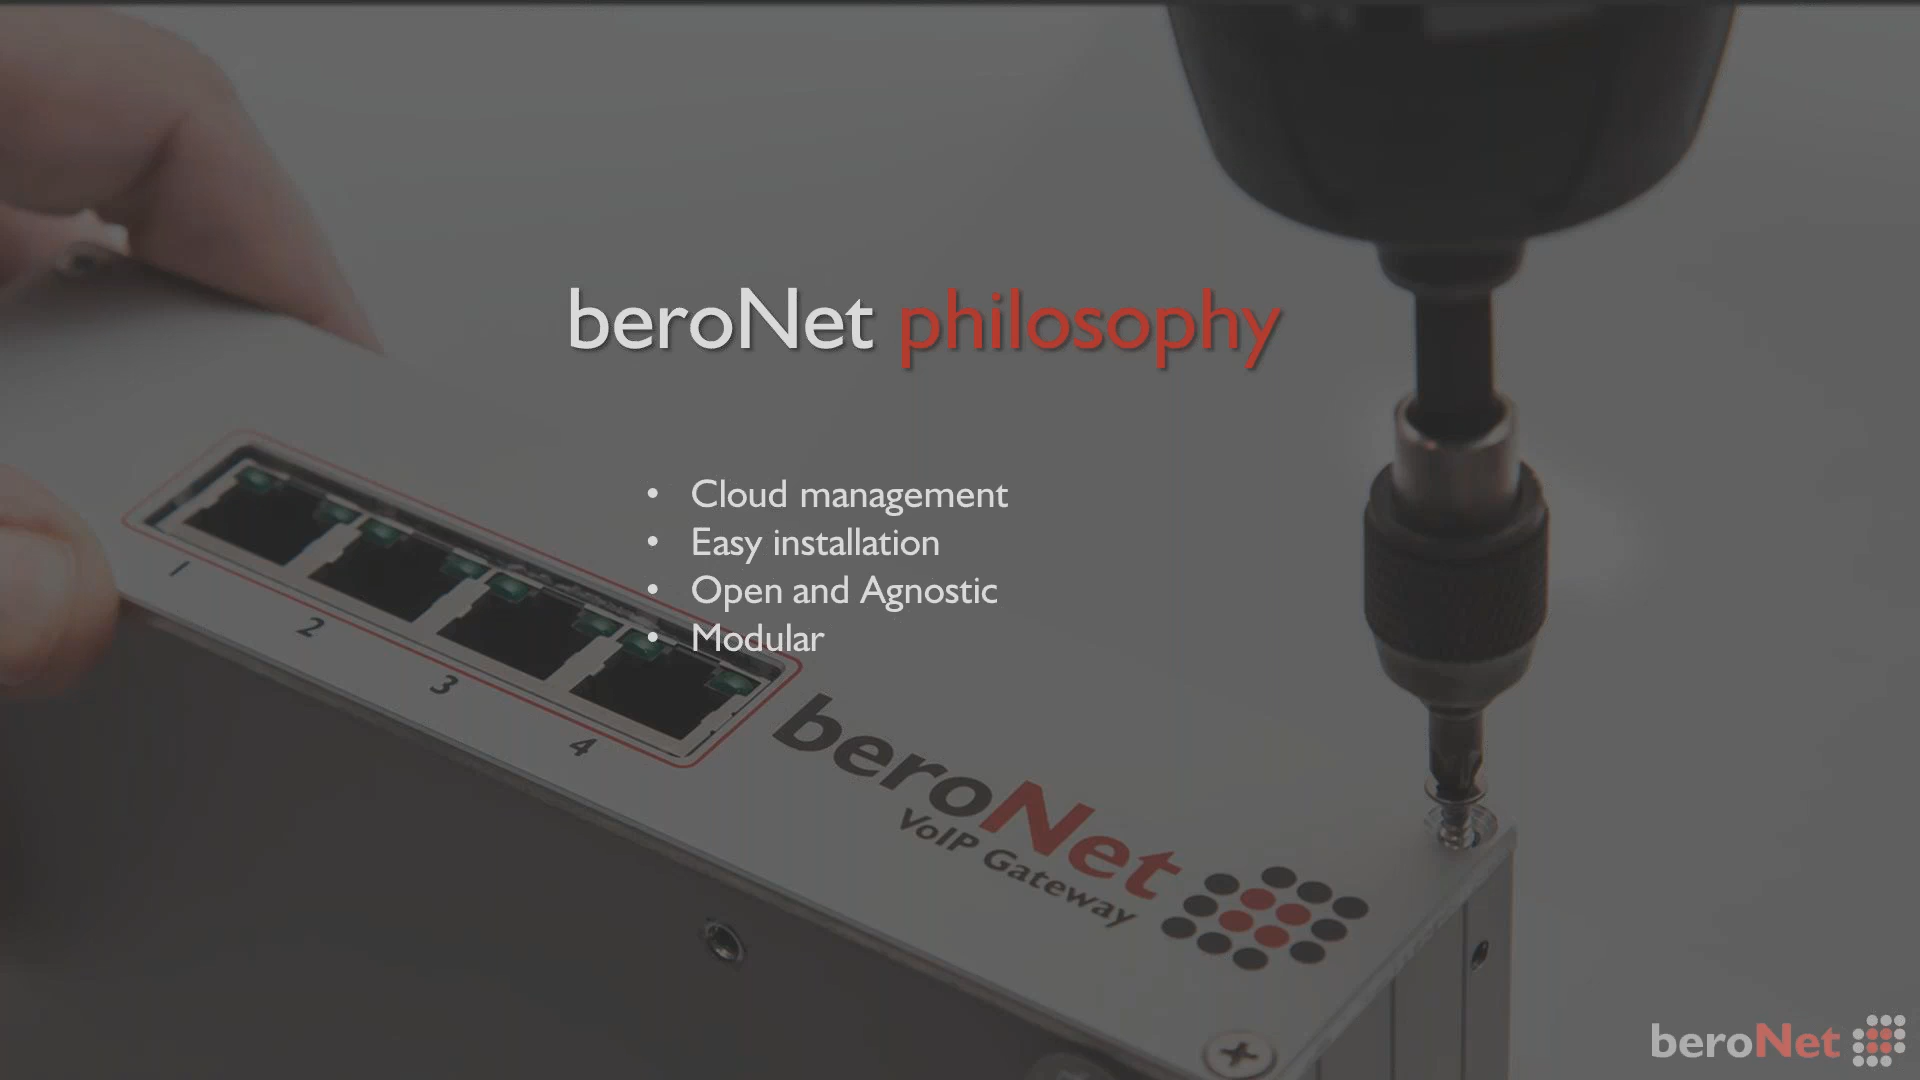 beroNet philosophy
• Cloud management
• Easy installation
• Open and Agnostic
• Modular
1
2
3
4
beroNet
VoIP Gateway
beroNet